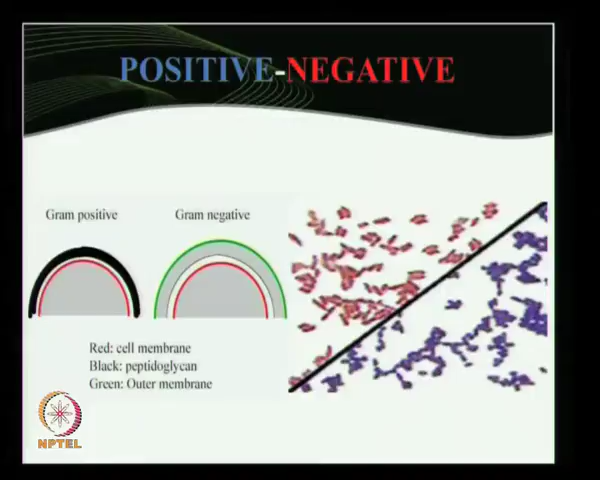 POSITIVE-NEGATIVE
Gram positive
Gram negative
Red: cell membrane
Black: peptidoglycan
Green: Outer membrane
NPTEL